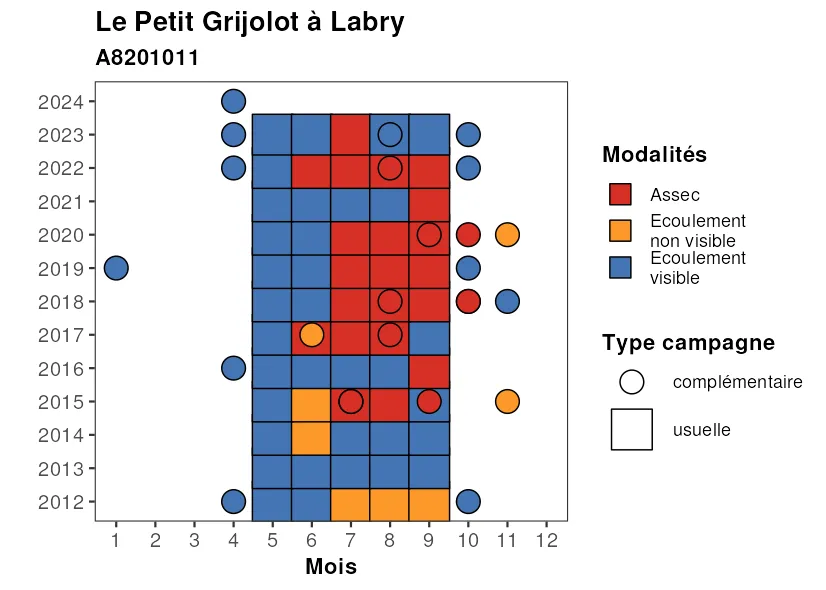 Le Petit Grijolot à Labry
A8201011
2024
2023
2022
2021
2020
2019
2018
2017
2016
2015
2014
2013
2012
1 2 3 4 5 6 7 8 9 10 11 12
Mois
Modalités
Assec
Ecoulement
non visible
Ecoulement
visible
Type campagne
complémentaire
usuelle